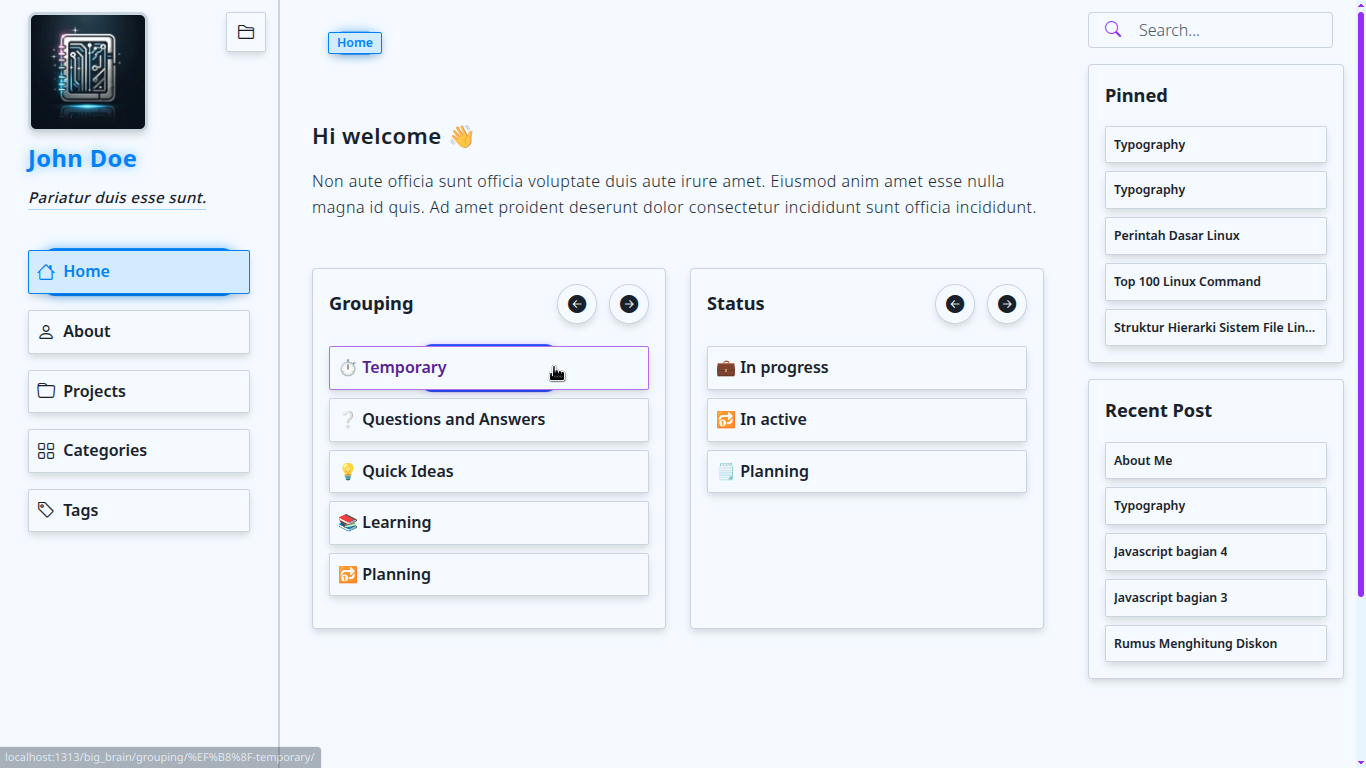 John Doe
Pariatur duis esse sunt.
Home
About
Projects
Categories
Tags
Home
Hi welcome 👋
Non aute officia sunt officia voluptate duis aute irure amet. Eiusmod anim amet esse nulla
magna id quis. Ad amet proident deserunt dolor consectetur incididunt sunt officia incididunt.
Grouping
⏱️ Temporary
❔ Questions and Answers
💡 Quick Ideas
📚 Learning
🔁 Planning
Status
💼 In progress
🔁 In active
🗒️ Planning
Search...
Pinned
Typography
Typography
Perintah Dasar Linux
Top 100 Linux Command
Struktur Hierarki Sistem File Lin...
Recent Post
About Me
Typography
Javascript bagian 4
Javascript bagian 3
Rumus Menghitung Diskon
localhost:1313/big_brain/grouping/%EF%B8%8F-temporary/